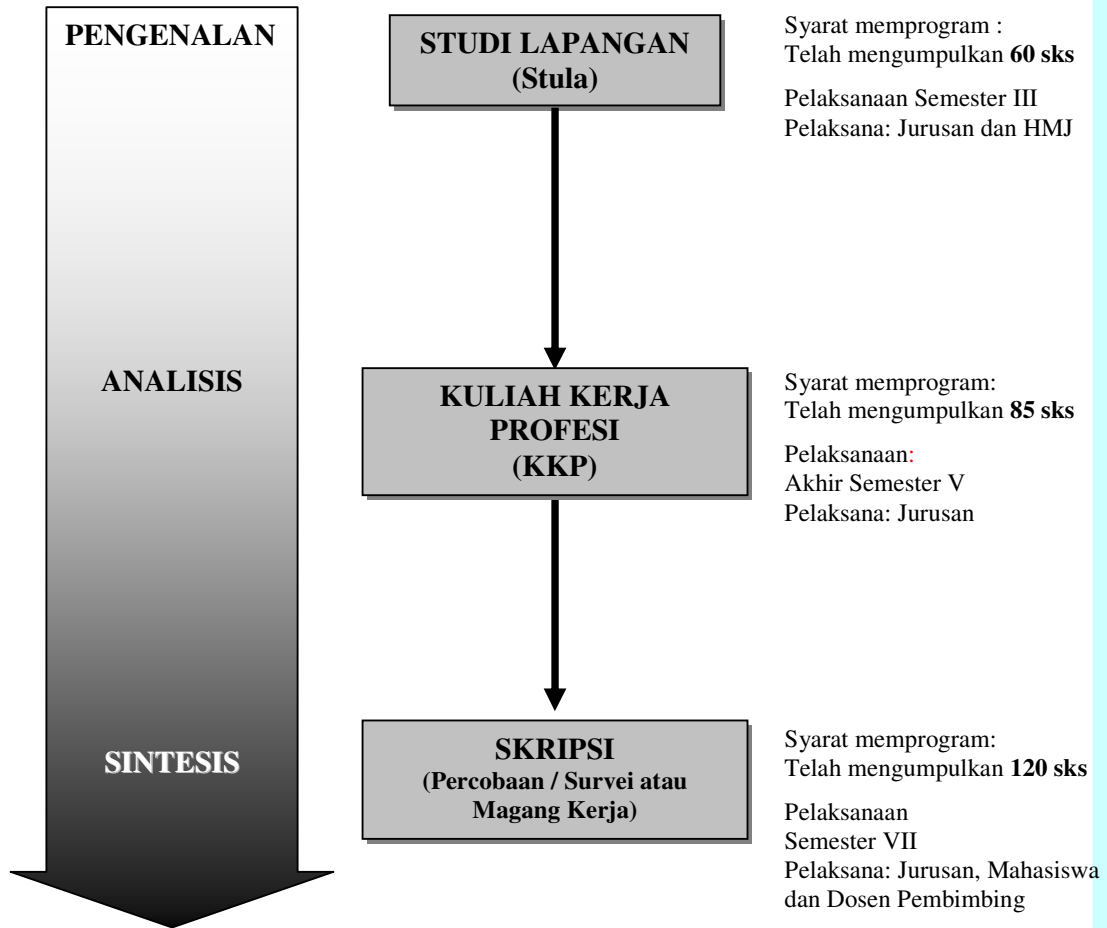 PENGENALAN
STUDI LAPANGAN
(Stula)
Syarat memprogram :
Telah mengumpulkan 60 sks
Pelaksanaan Semester III
Pelaksana: Jurusan dan HMJ
ANALISIS
KULIAH KERJA
PROFESI
(KKP)
Syarat memprogram:
Telah mengumpulkan 85 sks
Pelaksanaan:
Akhir Semester V
Pelaksana: Jurusan
SINTESIS
SKRIPSI
(Percobaan / Survei atau
Magang Kerja)
Syarat memprogram:
Telah mengumpulkan 120 sks
Pelaksanaan
Semester VII
Pelaksana: Jurusan, Mahasiswa
dan Dosen Pembimbing